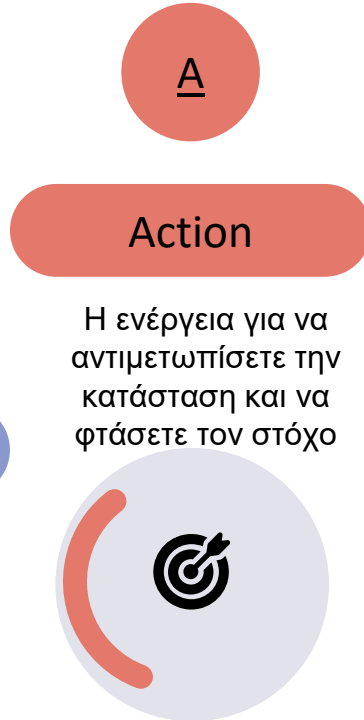 A
Action
Η ενέργεια για να
αντιμετωπίσετε την
κατάσταση και να
φτάσετε τον στόχο